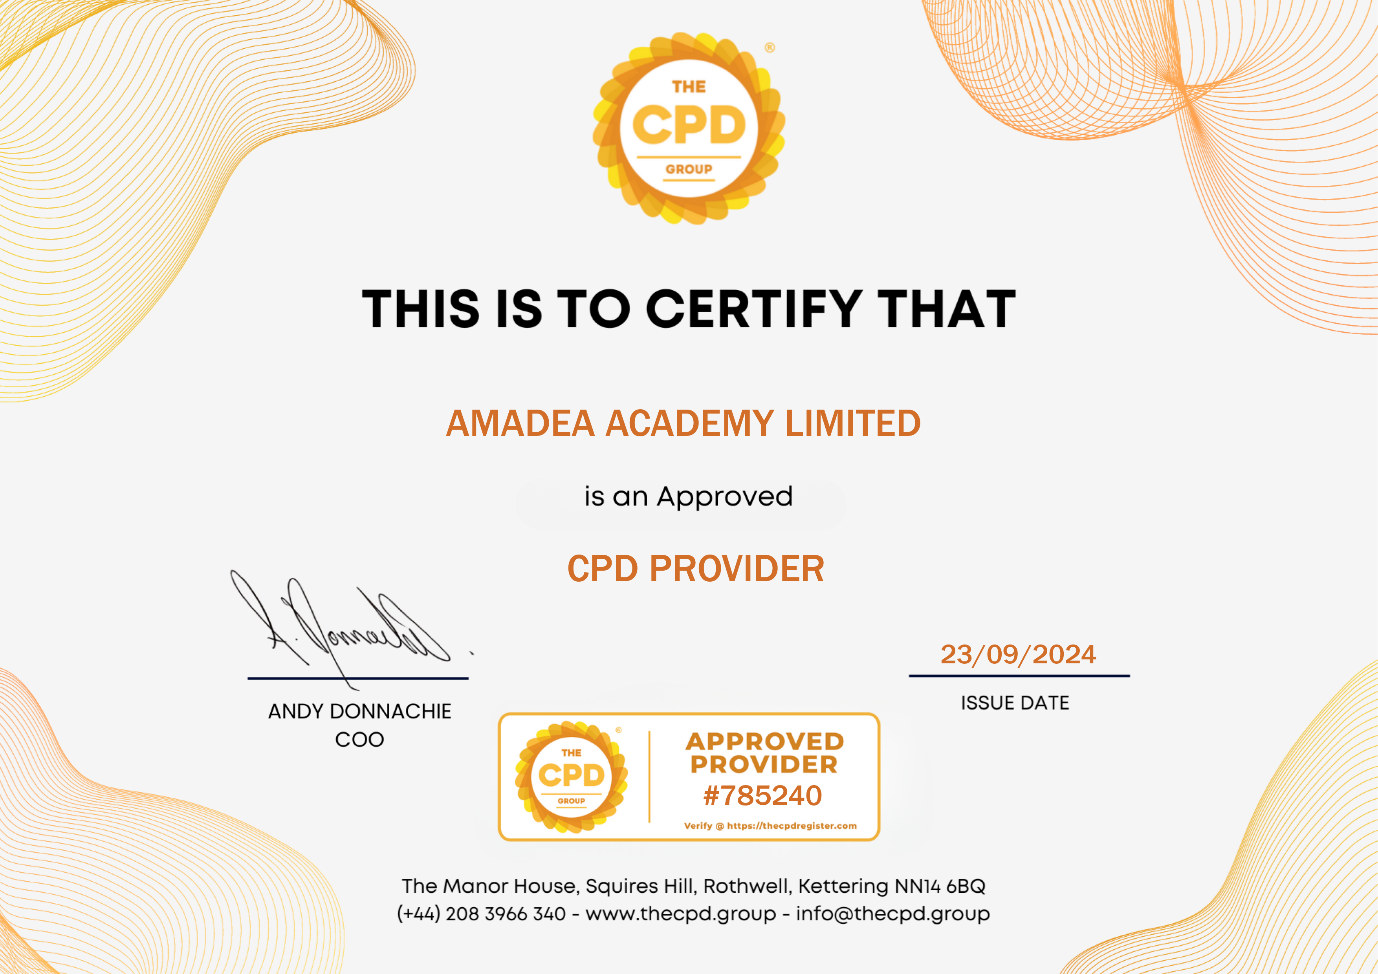 THE
CPD
GROUP
®
THIS IS TO CERTIFY THAT
AMADEA ACADEMY LIMITED
is an Approved
CPD PROVIDER
A. Donnachie
ANDY DONNACHIE
COO
23/09/2024
ISSUE DATE
THE
CPD
GROUP
®
APPROVED
PROVIDER
#785240
Verify @ https://thecpdregister.com
The Manor House, Squires Hill, Rothwell, Kettering NN14 6BQ
(+44) 208 3966 340 - www.thecpd.group - info@thecpd.group